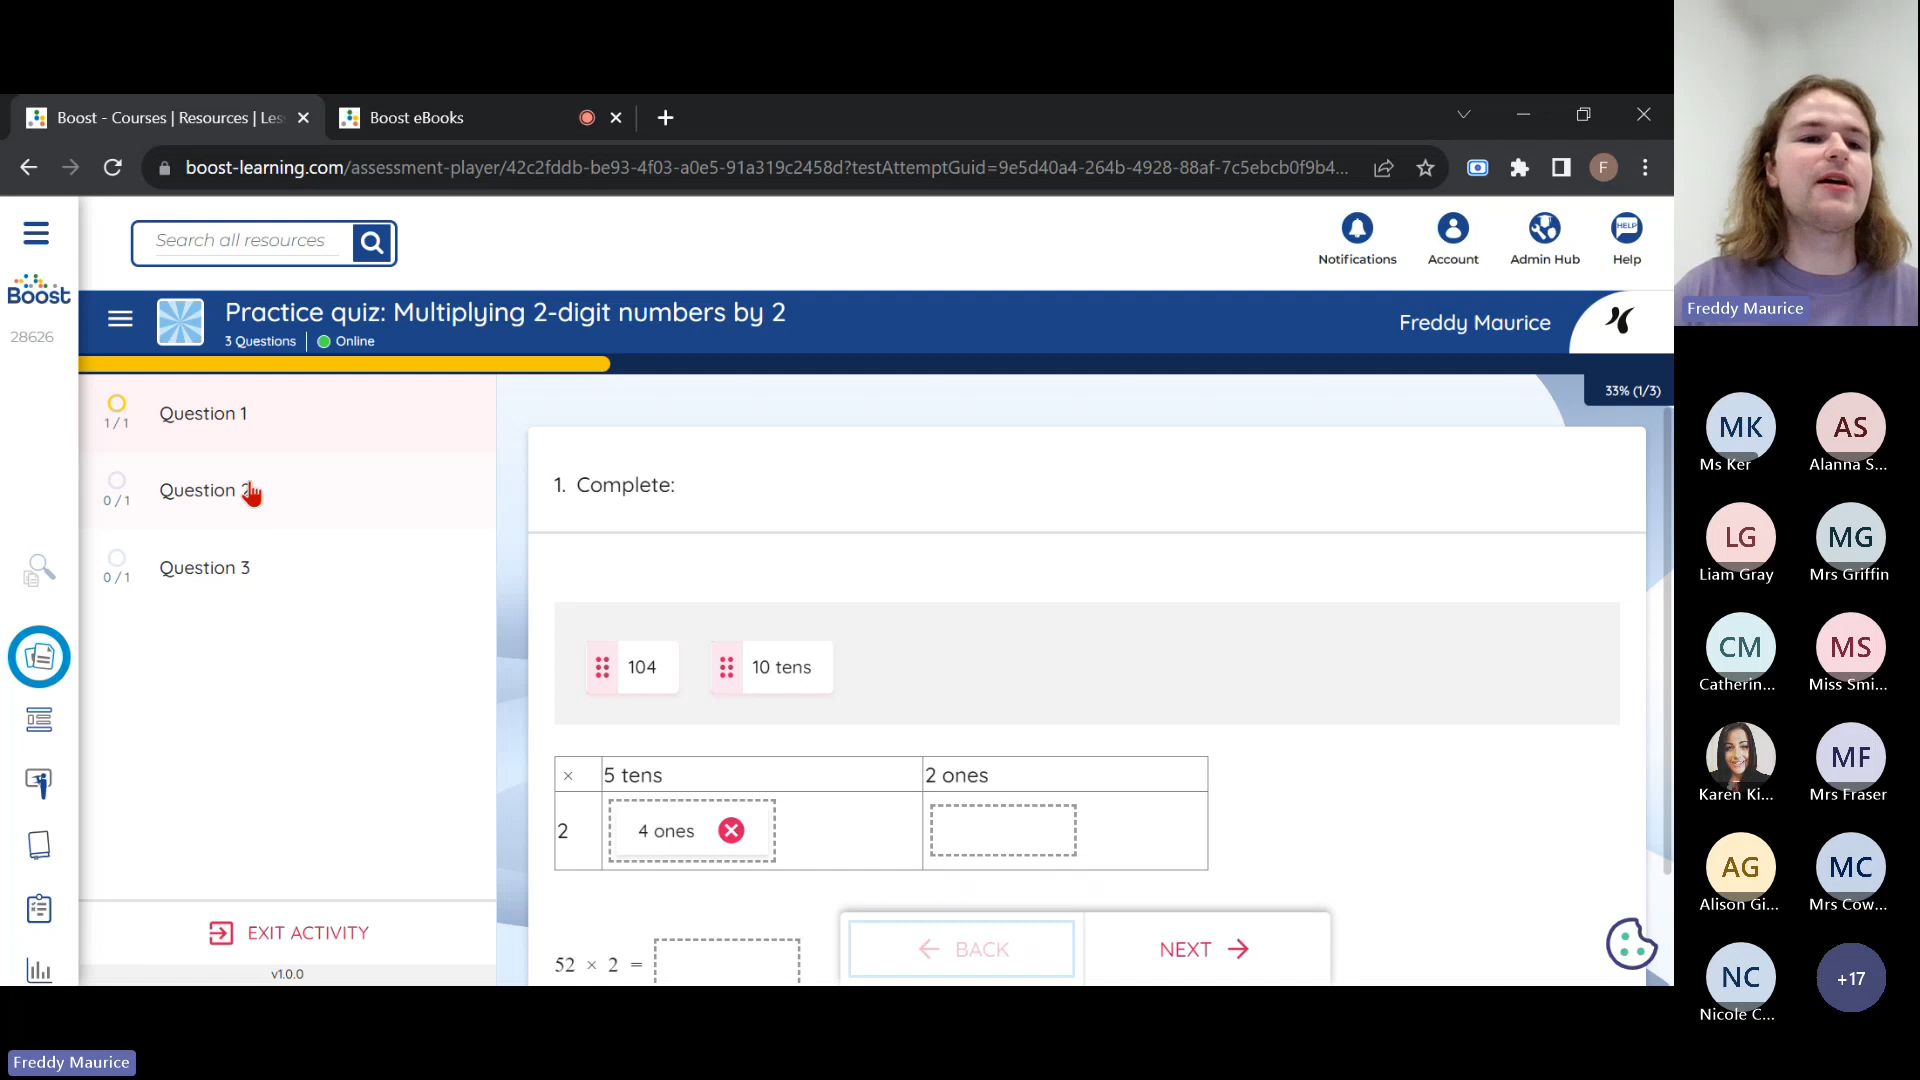 Boost - Courses | Resources | Les
Boost eBooks
boost-learning.com/assessment-player/42c2fddb-be93-4f03-a0e5-91a319c2458d?testAttemptGuid=9e5d40a4-264b-4928-88af-7c5ebcb0f9b4...
F
Search all resources
Notifications
Account
Admin Hub
HELP
Help
Boost
28626
Practice quiz: Multiplying 2-digit numbers by 2
3 Questions
Online
Freddy Maurice
33% (1/3)
1 / 1
Question 1
0 / 1
Question 2
0 / 1
Question 3
EXIT ACTIVITY
v1.0.0
1. Complete:
104
10 tens
× 5 tens 2 ones
2 4 ones
52 × 2 =
BACK
NEXT
Freddy Maurice
MK
Ms Ker
AS
Alanna S...
LG
Liam Gray
MG
Mrs Griffin
CM
Catherin...
MS
Miss Smi...
Karen Ki...
MF
Mrs Fraser
AG
Alison Gi...
MC
Mrs Cow...
NC
Nicole C...
+17
Freddy Maurice